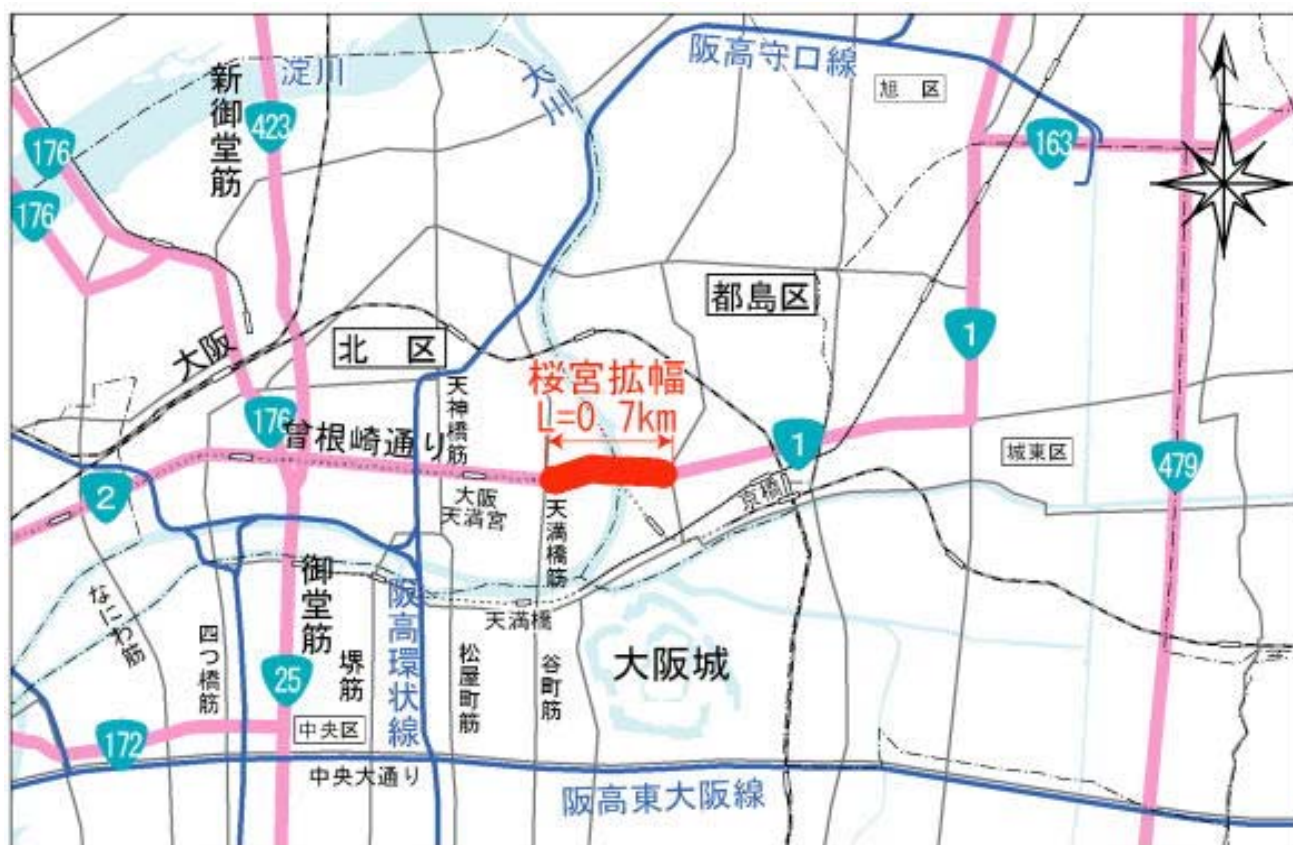 淀川
新御堂筋
423
176
176
大川
阪高守口線
旭 区
163
都島区
1
大阪
北 区
176
曽根崎通り
天神橋筋
桜宮拡幅
L=0.7km
1
城東区
479
2
大阪
天満宮
天満橋筋
京橋
なにわ筋
四つ橋筋
御堂筋
25
堺筋
阪高環状線
松屋町筋
天満橋
谷町筋
大阪城
中央区
172
中央大通り
阪高東大阪線